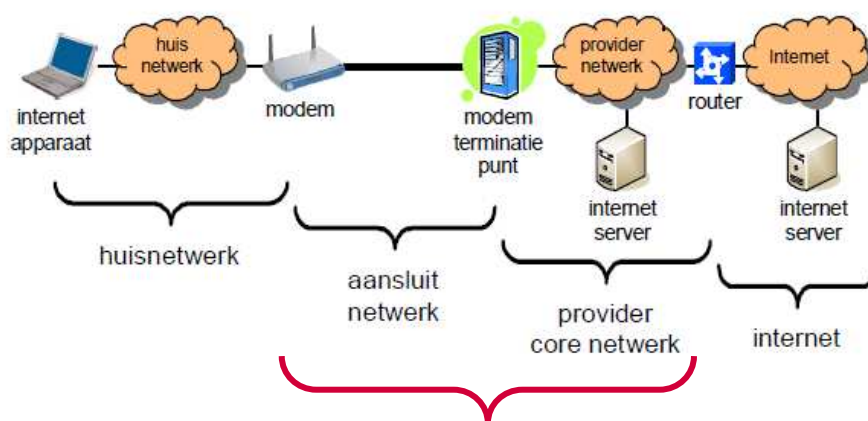 huis
netwerk
provider
netwerk
Internet
internet
apparaat
modem
modem
terminatie
punt
router
internet
server
internet
server
huisnetwerk
aansluit
netwerk
provider
core netwerk
internet